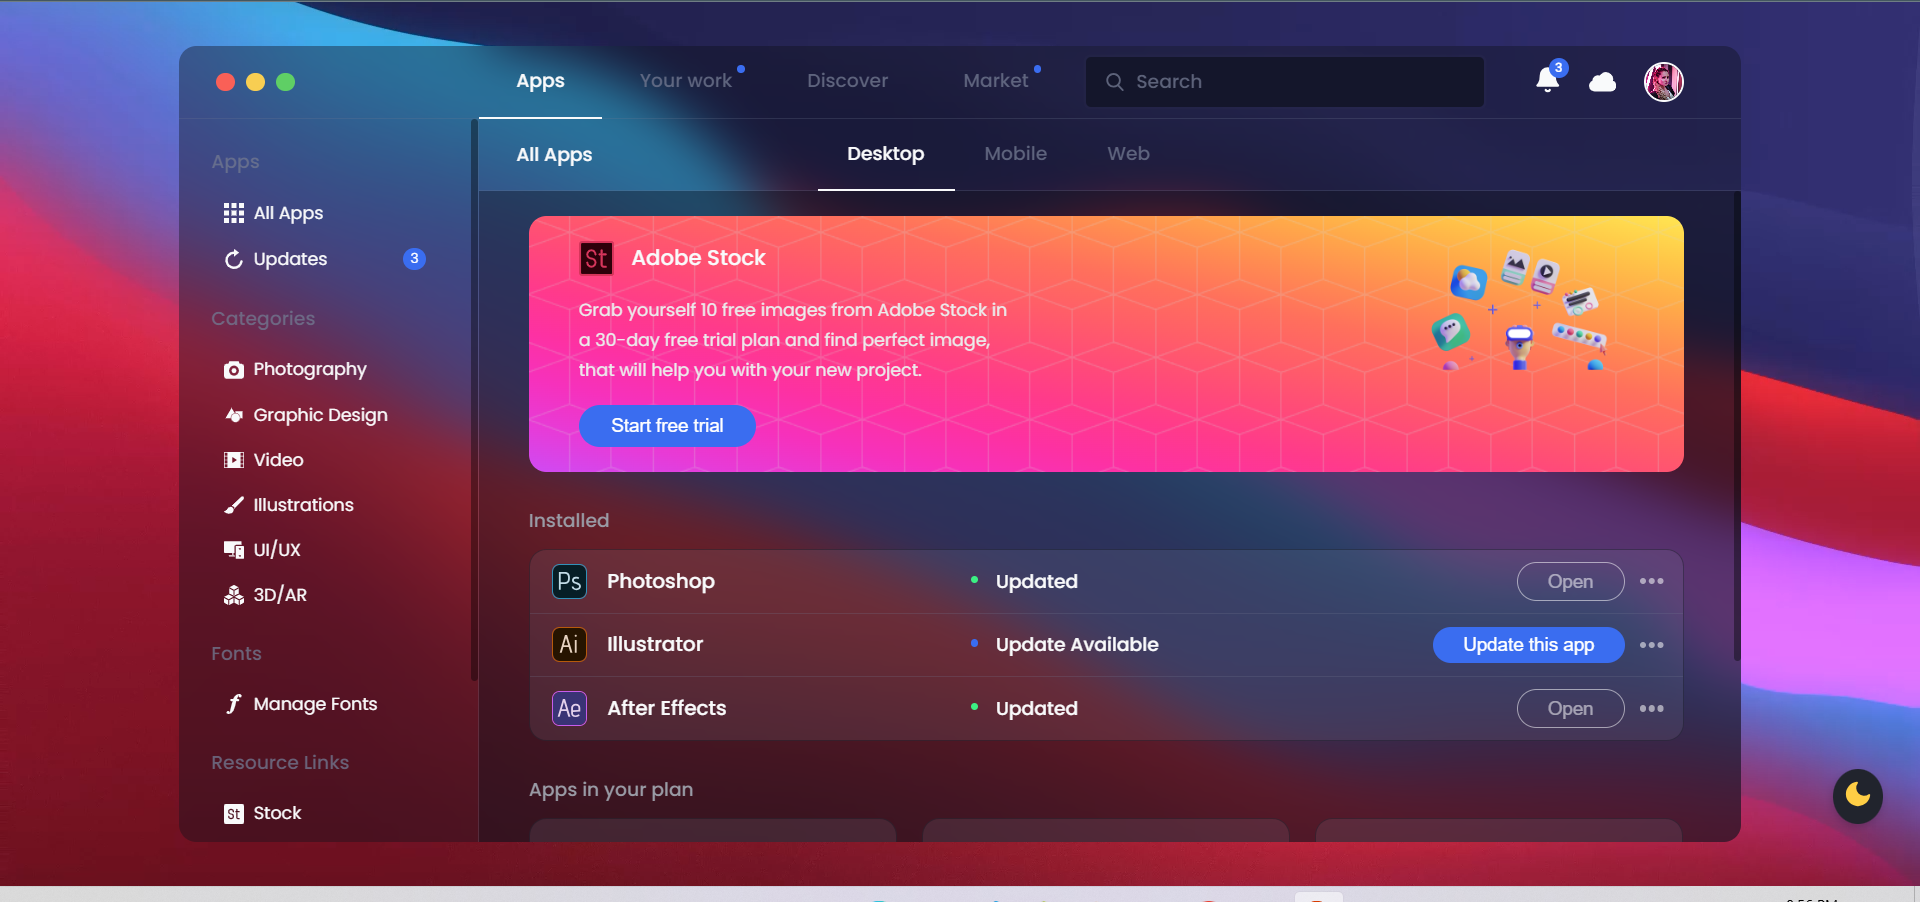 Apps
Your work
Discover
Market
Search
3
Apps
All Apps
Updates
3
Categories
Photography
Graphic Design
Video
Illustrations
UI/UX
3D/AR
Fonts
Manage Fonts
Resource Links
St Stock
All Apps
Desktop
Mobile
Web
St Adobe Stock
Grab yourself 10 free images from Adobe Stock in
a 30-day free trial plan and find perfect image,
that will help you with your new project.
Start free trial
Installed
Ps Photoshop
Updated
Open
Ai Illustrator
Update Available
Update this app
Ae After Effects
Updated
Open
Apps in your plan